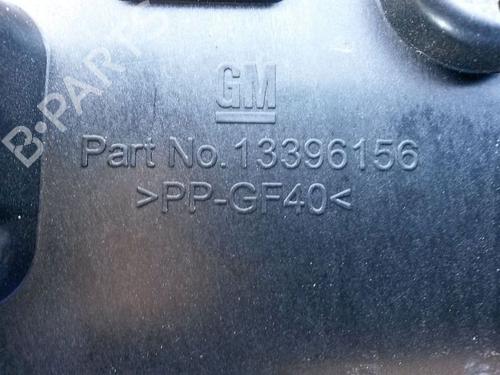 GM
Part No.13396156
>PP-GF40<
B-PARTS